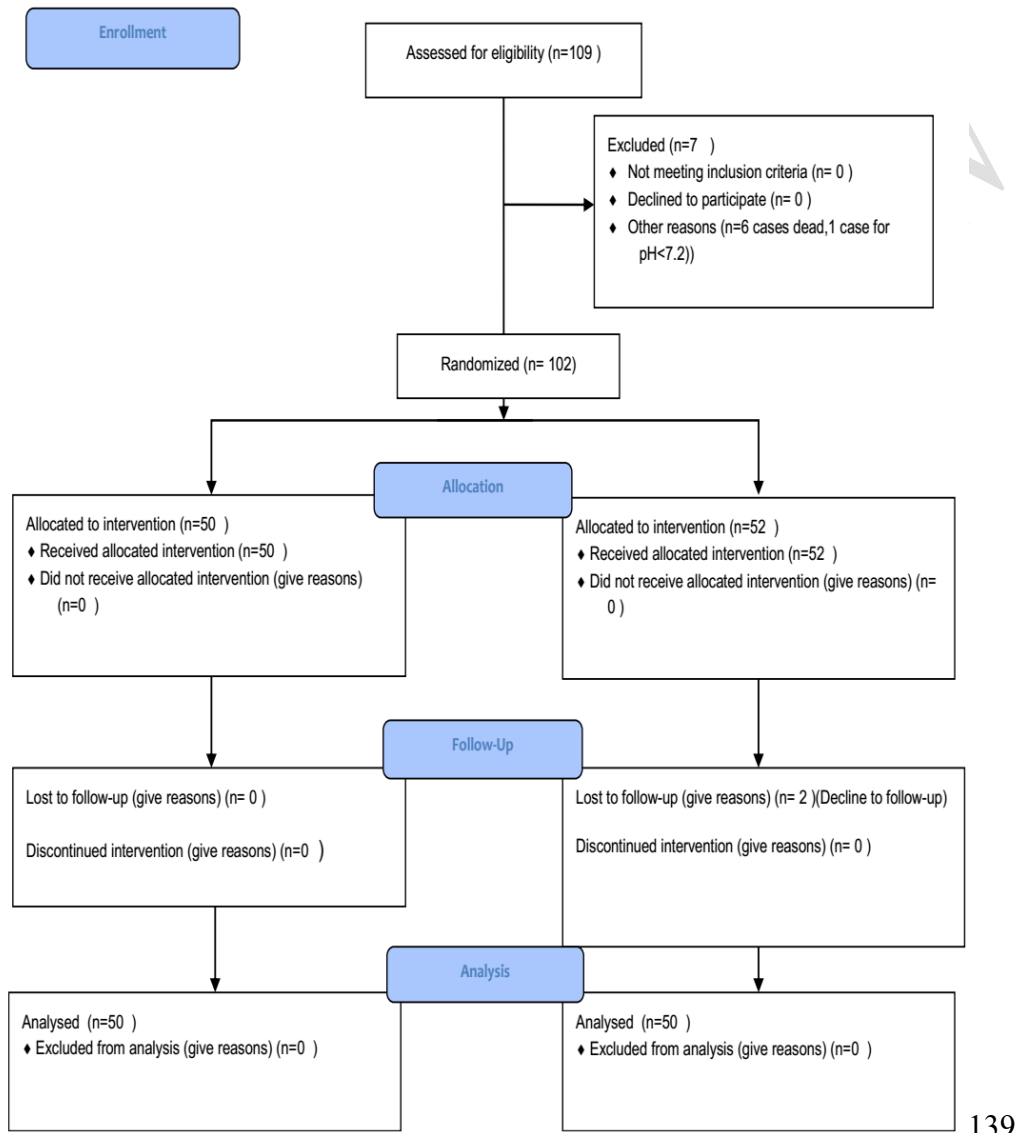 Enrollment
Assessed for eligibility (n=109 )
Excluded (n=7 )
♦ Not meeting inclusion criteria (n= 0 )
♦ Declined to participate (n= 0 )
♦ Other reasons (n=6 cases dead,1 case for
pH<7.2))
Randomized (n= 102)
Allocation
Allocated to intervention (n=50 )
♦ Received allocated intervention (n=50 )
♦ Did not receive allocated intervention (give reasons)
(n=0 )
Allocated to intervention (n=52 )
♦ Received allocated intervention (n=52 )
♦ Did not receive allocated intervention (give reasons) (n=
0 )
Follow-Up
Lost to follow-up (give reasons) (n= 0 )
Discontinued intervention (give reasons) (n=0 )
Lost to follow-up (give reasons) (n= 2 )(Decline to follow-up)
Discontinued intervention (give reasons) (n= 0 )
Analysis
Analysed (n=50 )
♦ Excluded from analysis (give reasons) (n=0 )
Analysed (n=50 )
♦ Excluded from analysis (give reasons) (n=0 )
139